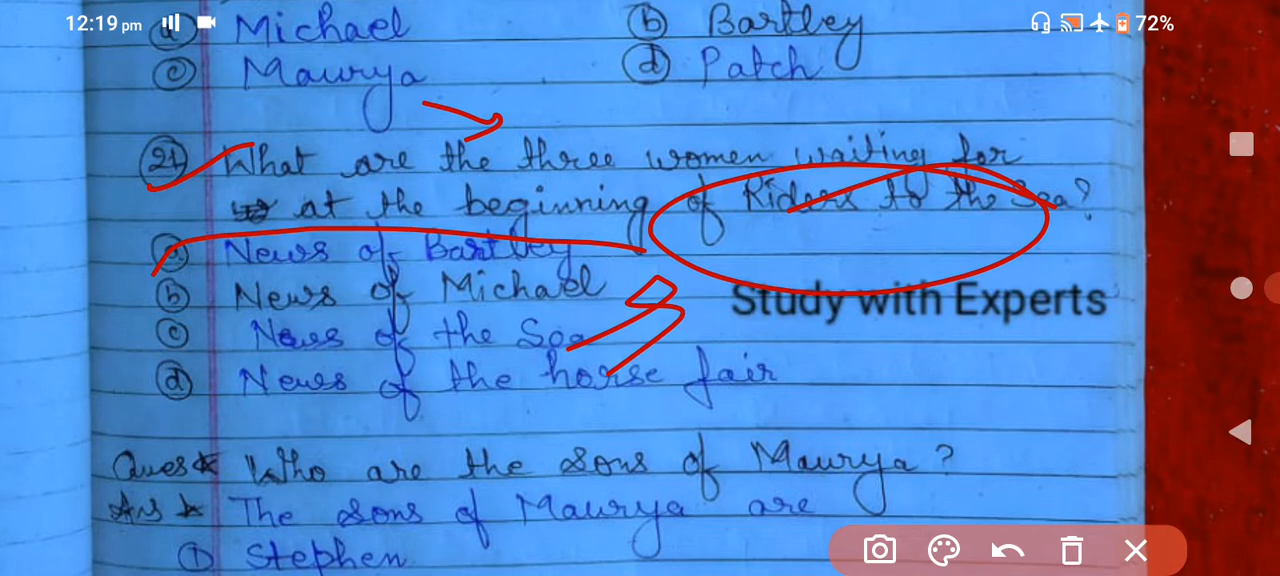 12:19 pm 72%
(a) Michael (b) Bartley
(c) Maurya (d) Patch
(21) What are the three women waiting for
at the beginning of Riders to the Sea?
(a) News of Bartley
(b) News of Michael
Study with Experts
(c) News of the Sea
(d) News of the horse fair
Ques* Who are the sons of Maurya?
Ans* The sons of Maurya are
(1) Stephen